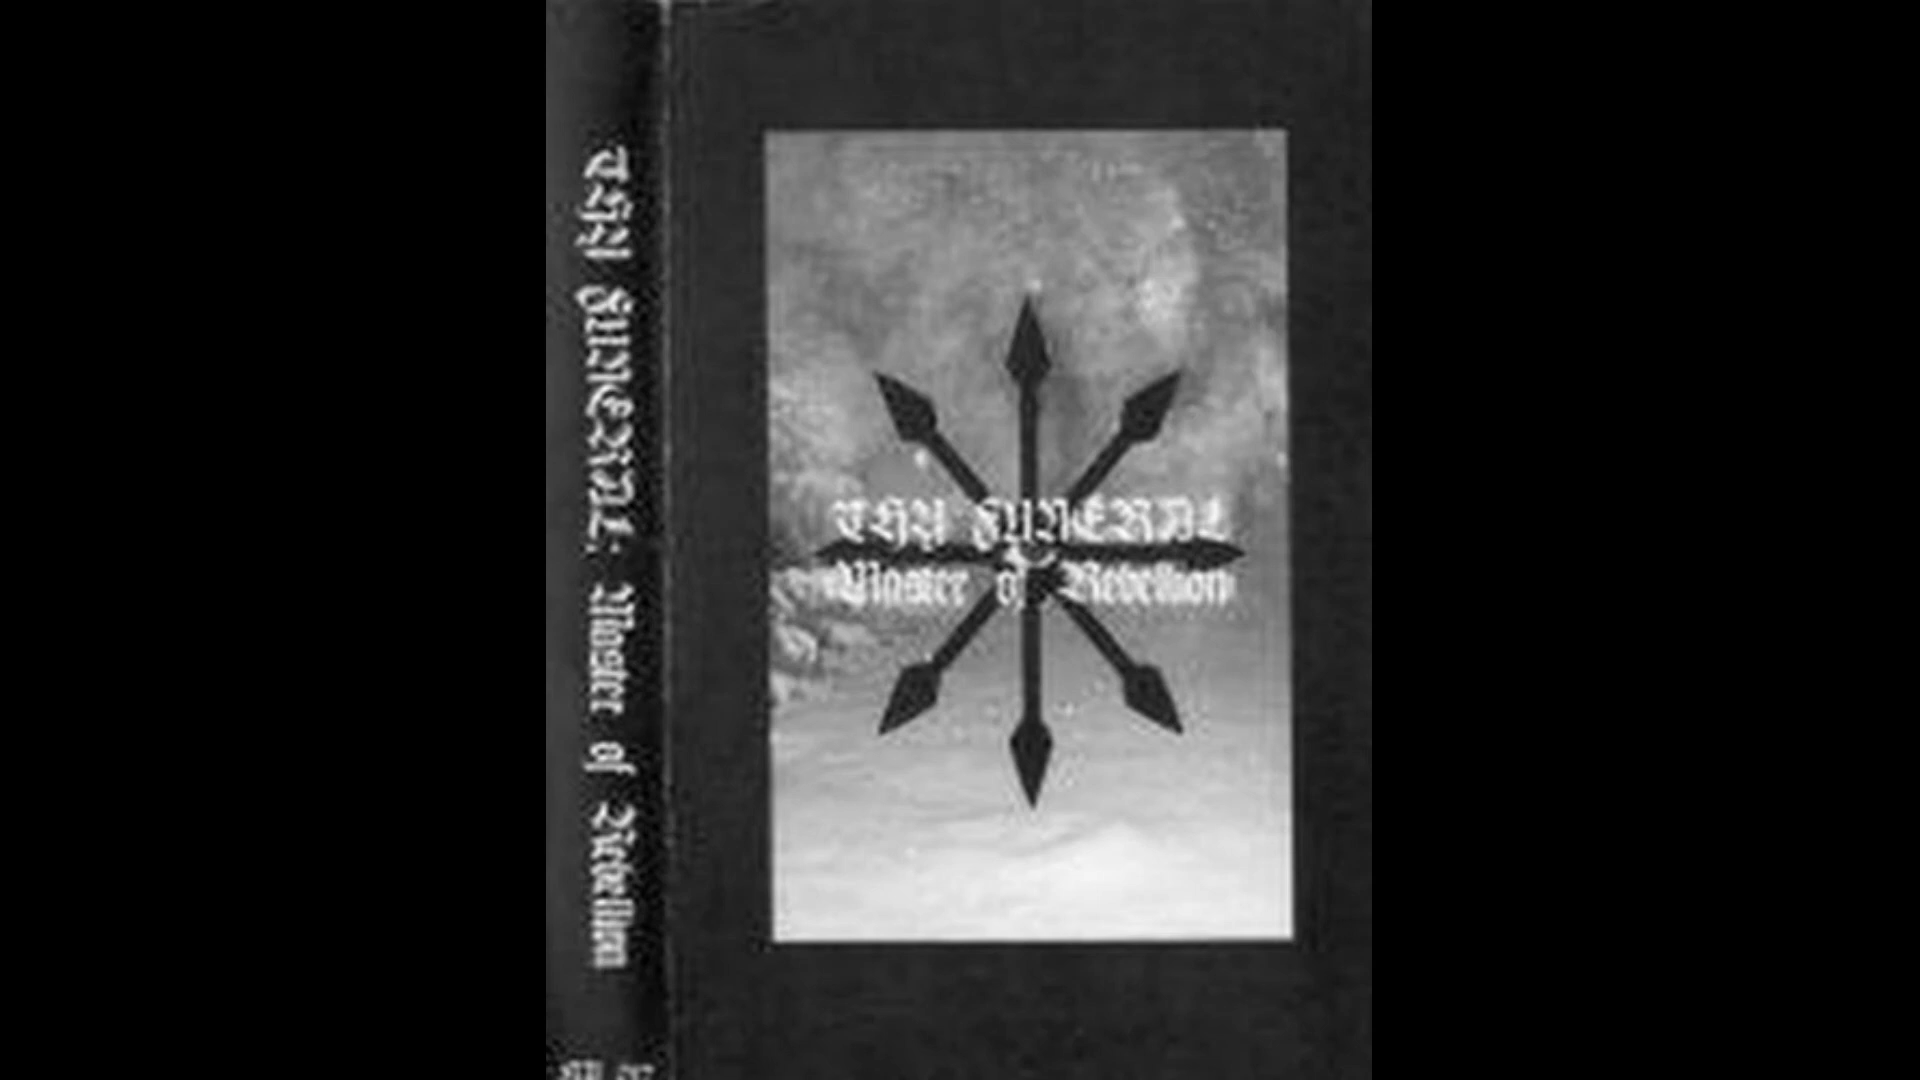 THY FUNERAL: Master of Rebellion
THY FUNERAL
Master of Rebellion